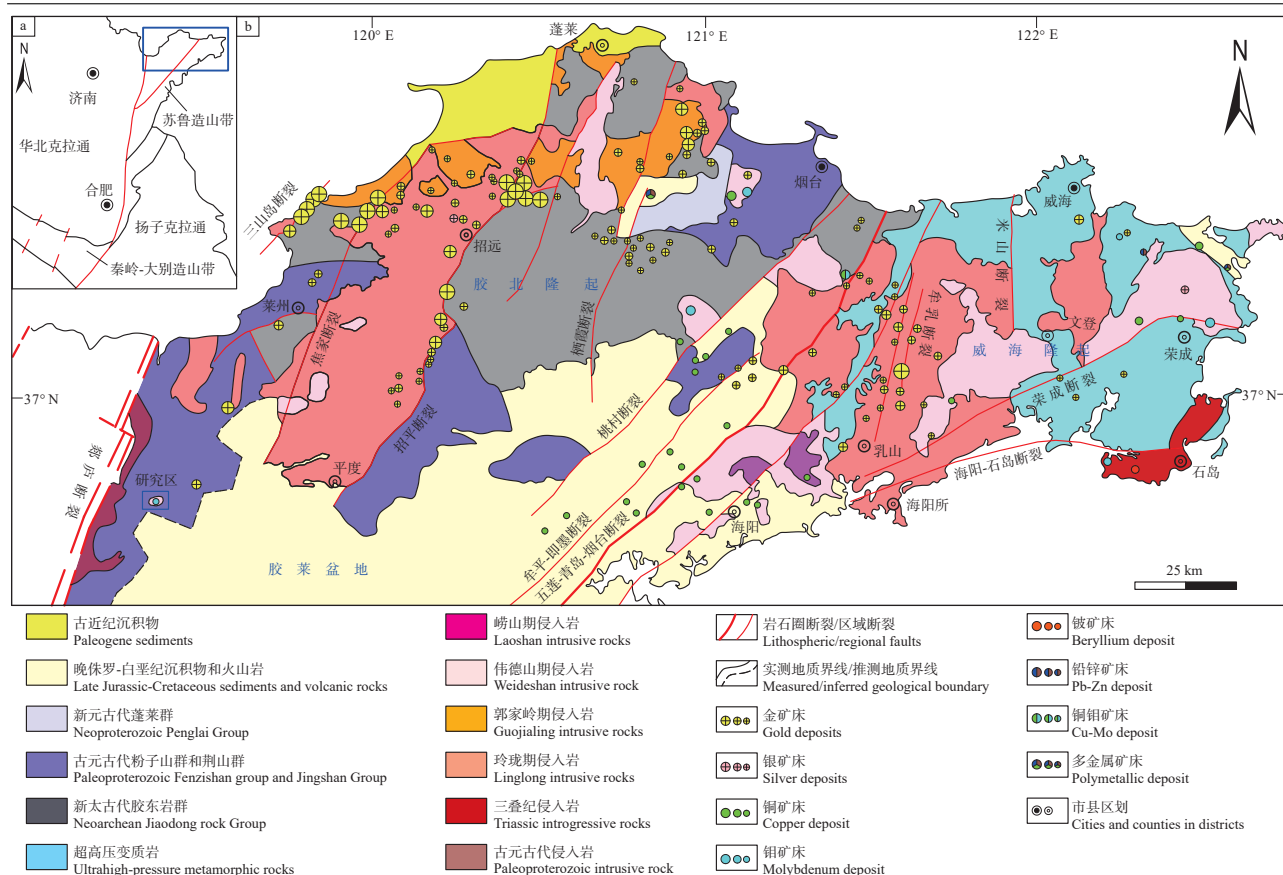 a
N
济南
苏鲁造山带
华北克拉通
合肥
扬子克拉通
秦岭-大别造山带
b
120° E
蓬莱
121° E
122° E
N
烟台
威海
三山岛断裂
招远
胶北隆起
米山断裂
莱州
焦家断裂
栖霞断裂
牟乳断裂
文登
威海隆起
荣成
37° N
37° N
荣成断裂
桃村断裂
招平断裂
乳山
郯庐断裂
平度
研究区
海阳-石岛断裂
石岛
海阳所
海阳
牟平-即墨断裂
五莲-青岛-烟台断裂
胶莱盆地
25 km
古近纪沉积物
Paleogene sediments
晚侏罗-白垩纪沉积物和火山岩
Late Jurassic-Cretaceous sediments and volcanic rocks
新元古代蓬莱群
Neoproterozoic Penglai Group
古元古代粉子山群和荆山群
Paleoproterozoic Fenzishan group and Jingshan Group
新太古代胶东岩群
Neoarchean Jiaodong rock Group
超高压变质岩
Ultrahigh-pressure metamorphic rocks
崂山期侵入岩
Laoshan intrusive rocks
伟德山期侵入岩
Weideshan intrusive rock
郭家岭期侵入岩
Guojialing intrusive rocks
玲珑期侵入岩
Linglong intrusive rocks
三叠纪侵入岩
Triassic introgressive rocks
古元古代侵入岩
Paleoproterozoic intrusive rock
岩石圈断裂/区域断裂
Lithospheric/regional faults
实测地质界线/推测地质界线
Measured/inferred geological boundary
金矿床
Gold deposits
银矿床
Silver deposits
铜矿床
Copper deposit
钼矿床
Molybdenum deposit
铍矿床
Beryllium deposit
铅锌矿床
Pb-Zn deposit
铜钼矿床
Cu-Mo deposit
多金属矿床
Polymetallic deposit
市县区划
Cities and counties in districts